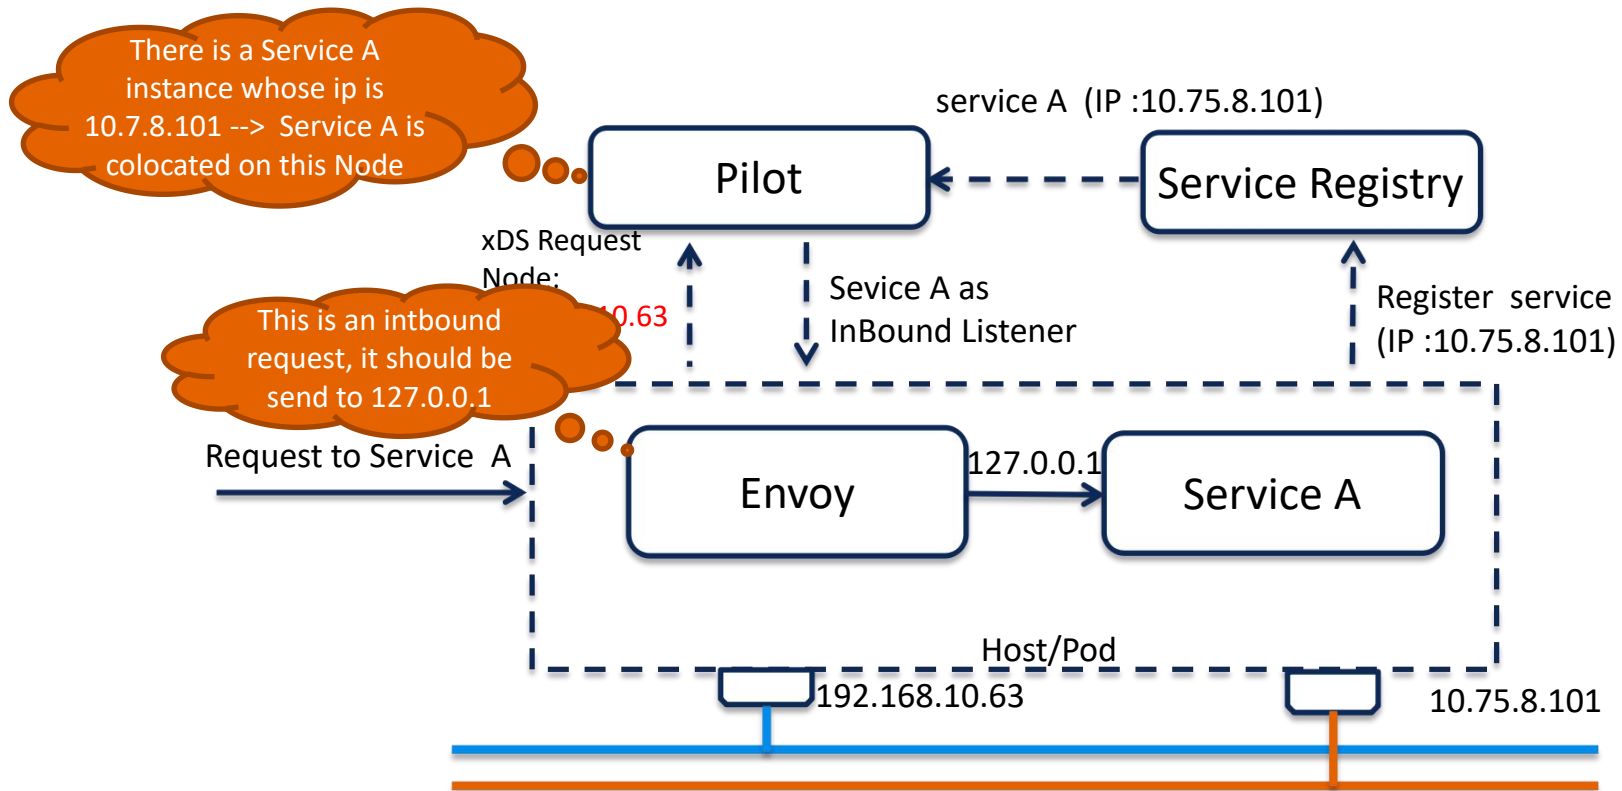 There is a Service A
instance whose ip is
10.7.8.101 --> Service A is
colocated on this Node
service A (IP :10.75.8.101)
Pilot
Service Registry
xDS Request
Node:
0.63
Sevice A as
InBound Listener
Register service
(IP :10.75.8.101)
This is an intbound
request, it should be
send to 127.0.0.1
Request to Service A
Envoy
127.0.0.1
Service A
Host/Pod
192.168.10.63
10.75.8.101